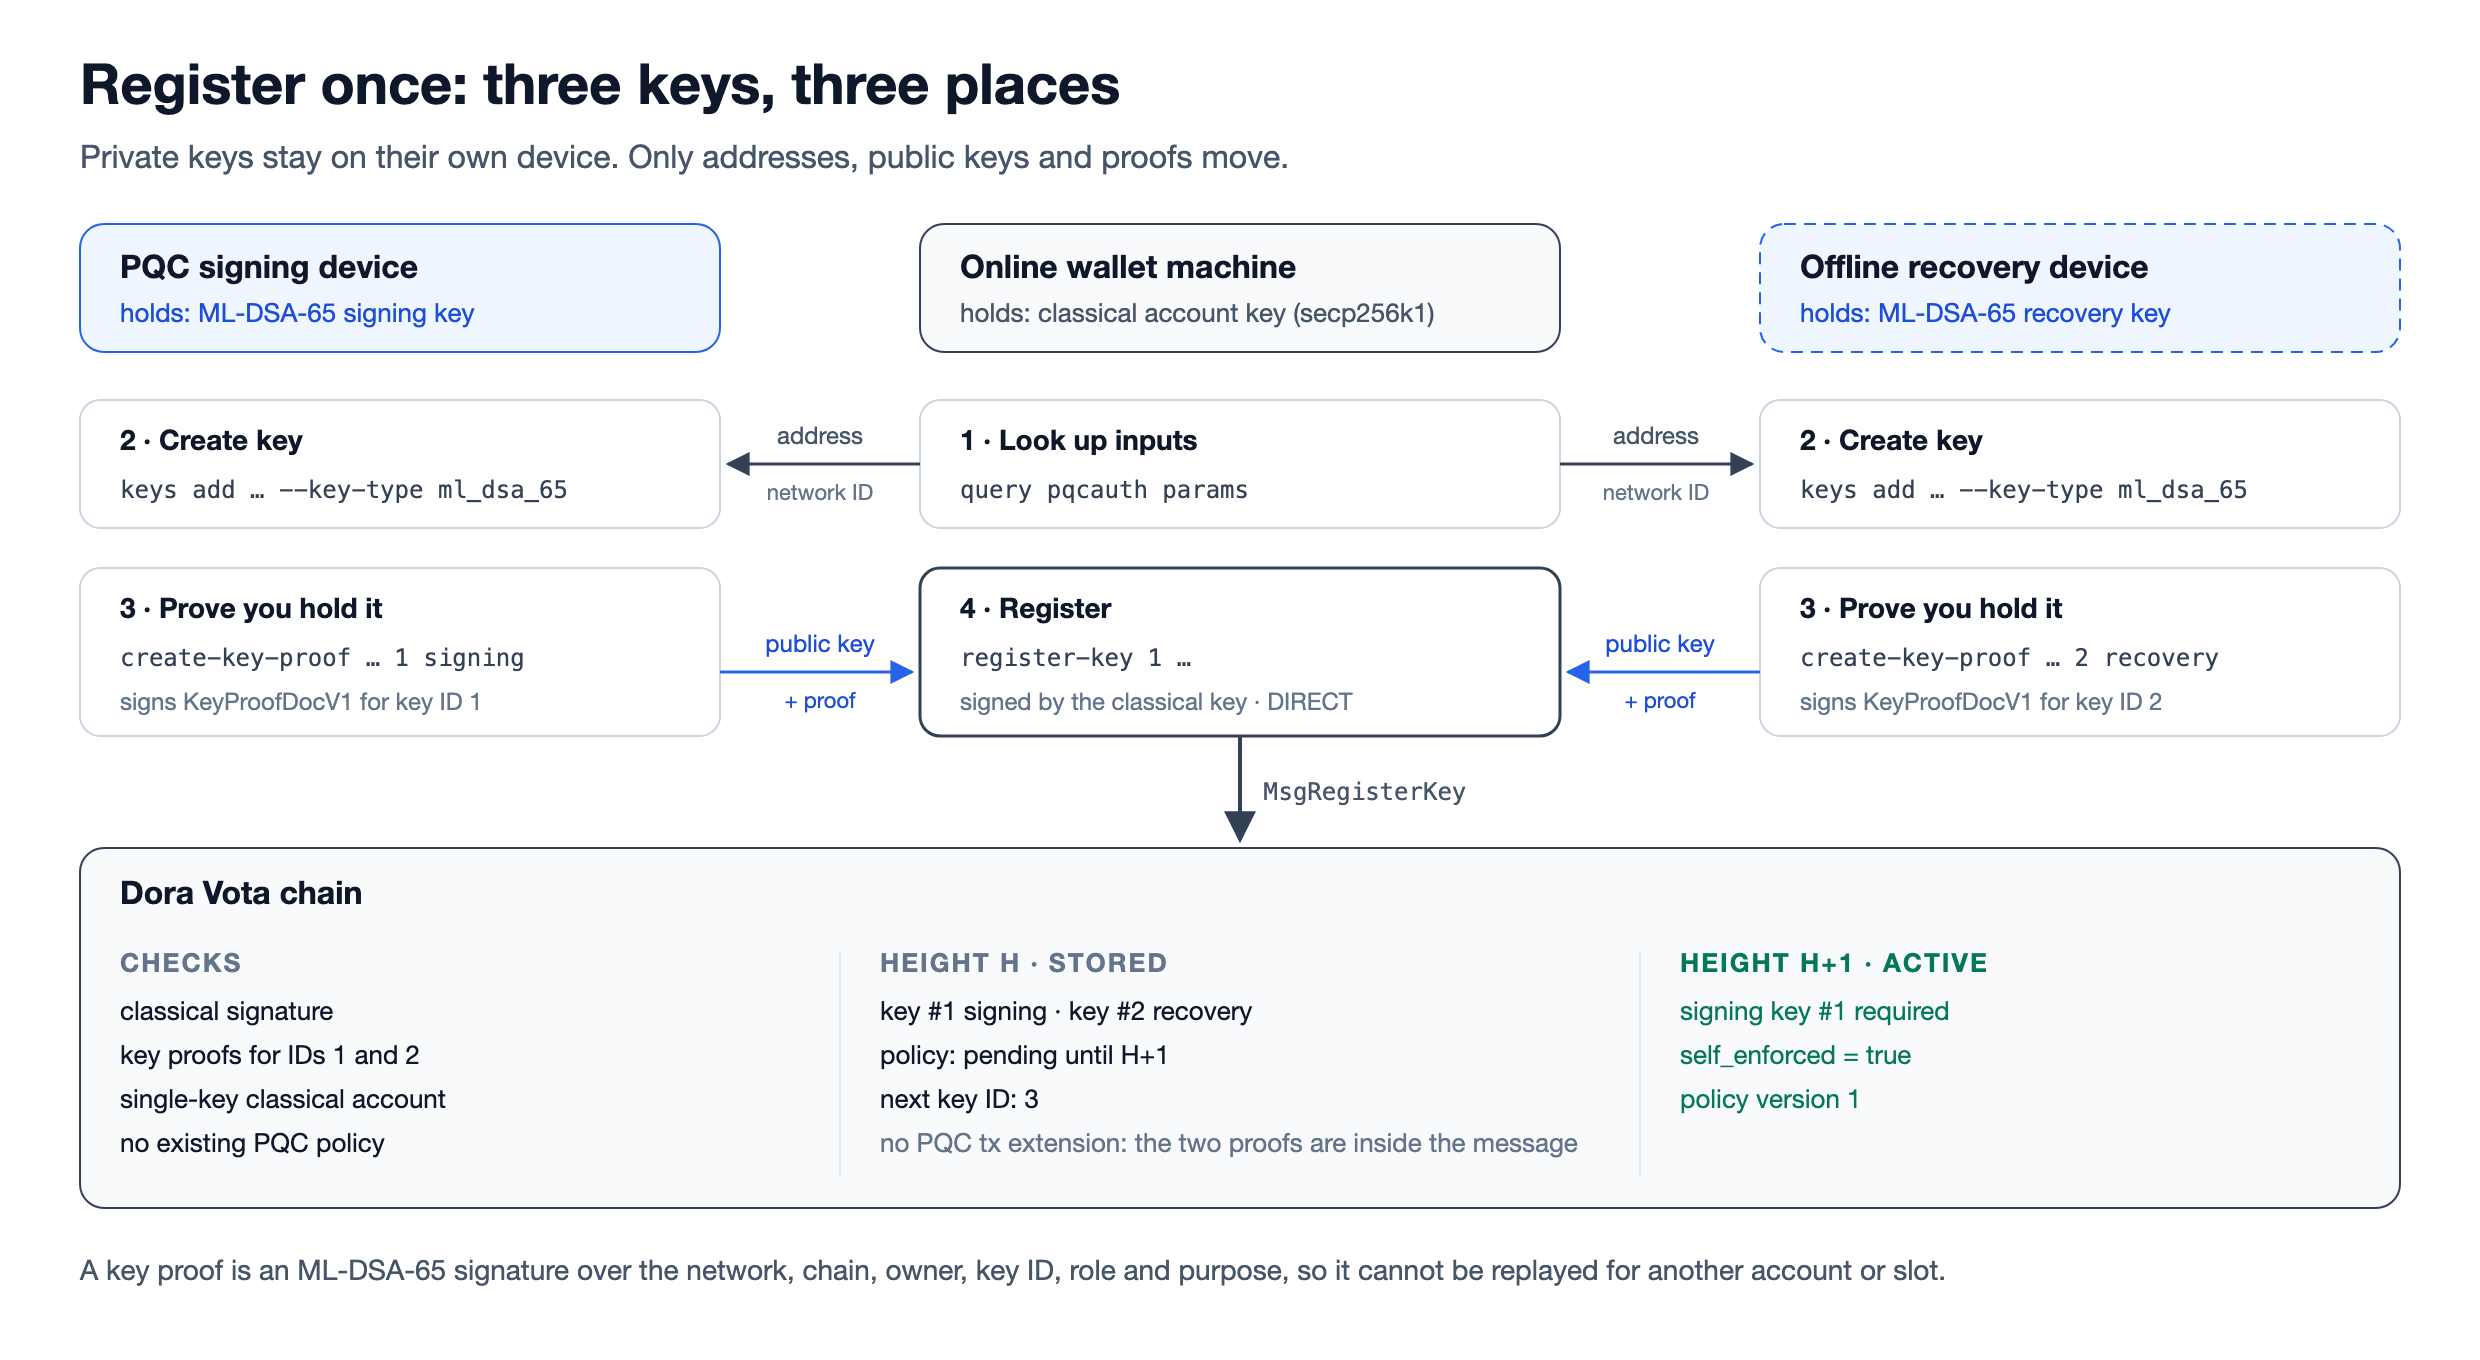 Register once: three keys, three places
Private keys stay on their own device. Only addresses, public keys and proofs move.
PQC signing device
holds: ML-DSA-65 signing key
Online wallet machine
holds: classical account key (secp256k1)
Offline recovery device
holds: ML-DSA-65 recovery key
2 · Create key
keys add … --key-type ml_dsa_65
address
network ID
1 · Look up inputs
query pqcauth params
address
network ID
2 · Create key
keys add … --key-type ml_dsa_65
3 · Prove you hold it
create-key-proof … 1 signing
signs KeyProofDocV1 for key ID 1
public key
+ proof
4 · Register
register-key 1 …
signed by the classical key · DIRECT
public key
+ proof
3 · Prove you hold it
create-key-proof … 2 recovery
signs KeyProofDocV1 for key ID 2
MsgRegisterKey
Dora Vota chain
CHECKS
classical signature
key proofs for IDs 1 and 2
single-key classical account
no existing PQC policy
HEIGHT H · STORED
key #1 signing · key #2 recovery
policy: pending until H+1
next key ID: 3
no PQC tx extension: the two proofs are inside the message
HEIGHT H+1 · ACTIVE
signing key #1 required
self_enforced = true
policy version 1
A key proof is an ML-DSA-65 signature over the network, chain, owner, key ID, role and purpose, so it cannot be replayed for another account or slot.